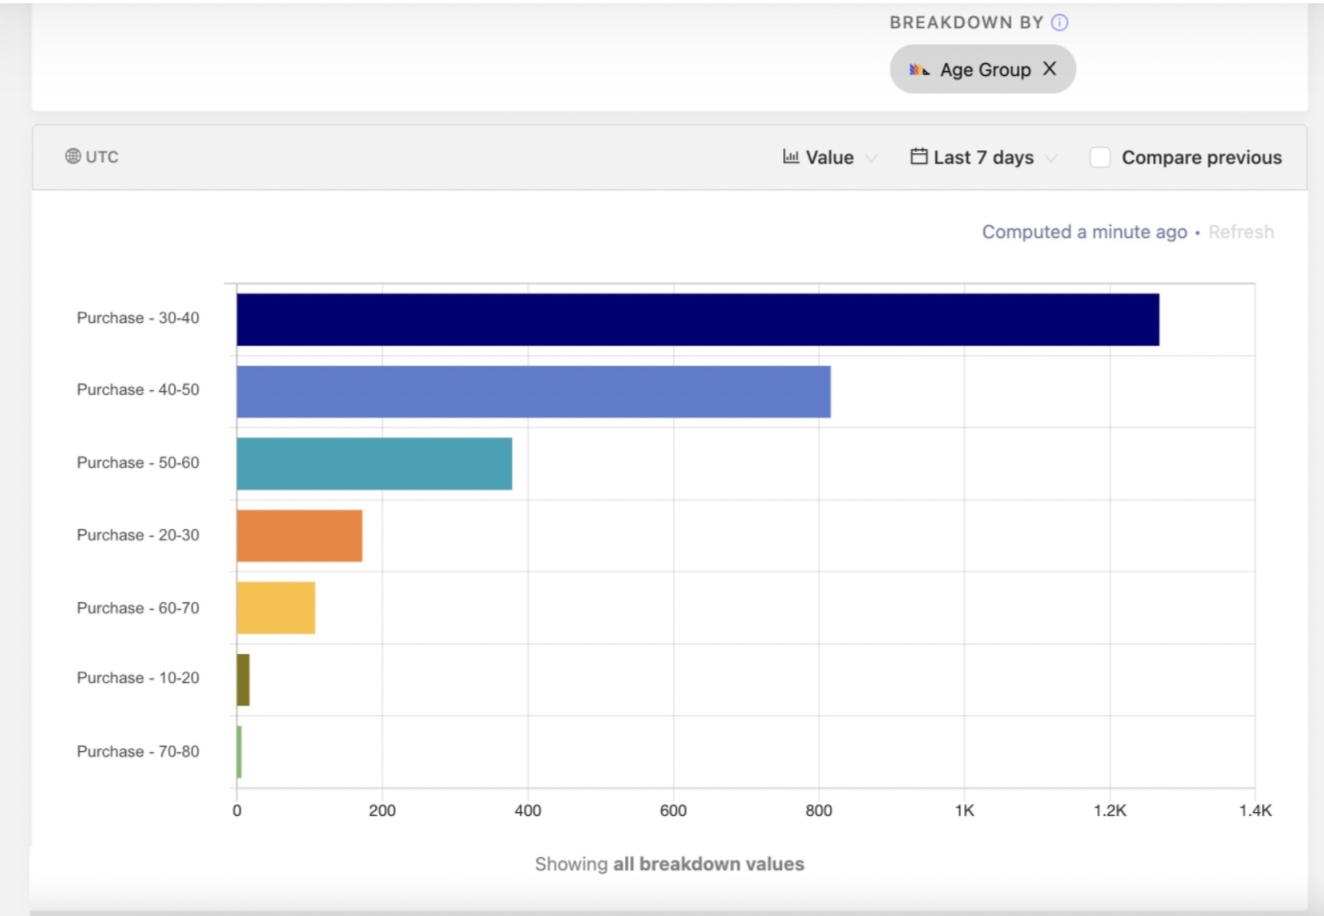 BREAKDOWN BY
Age Group X
UTC
Value
Last 7 days
Compare previous
Computed a minute ago • Refresh
Purchase - 30-40
Purchase - 40-50
Purchase - 50-60
Purchase - 20-30
Purchase - 60-70
Purchase - 10-20
Purchase - 70-80
0 200 400 600 800 1K 1.2K 1.4K
Showing all breakdown values